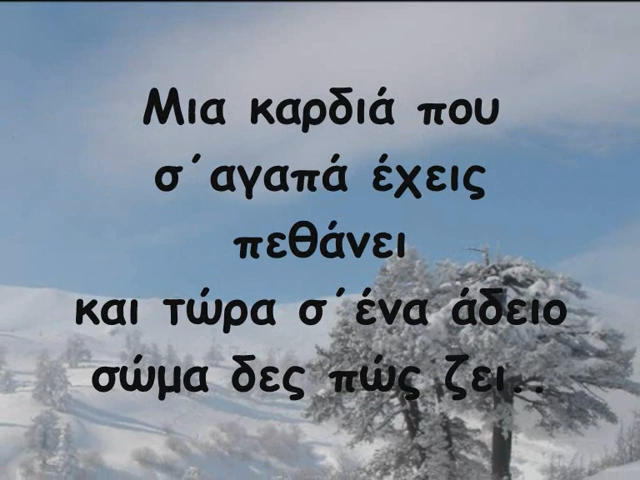 Μια καρδιά που
σ΄αγαπά έχεις
πεθάνει
και τώρα σ΄ένα άδειο
σώμα δες πώς ζει..